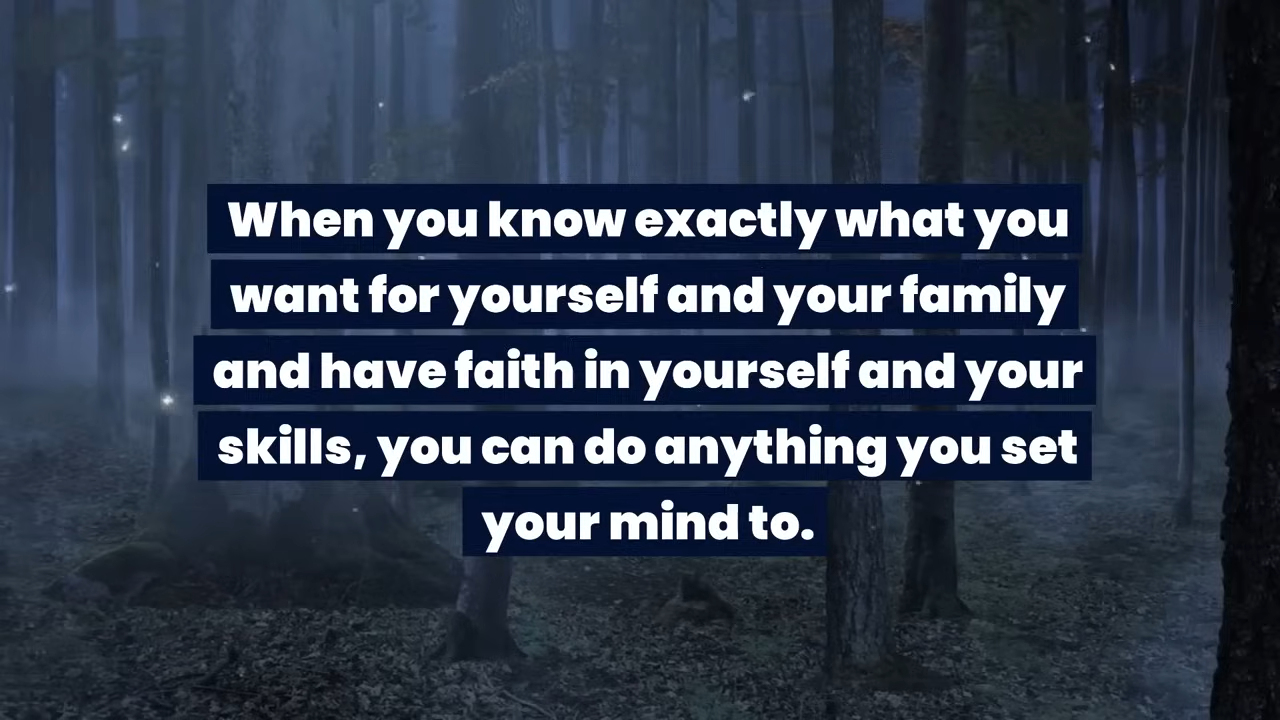 When you know exactly what you
want for yourself and your family
and have faith in yourself and your
skills, you can do anything you set
your mind to.